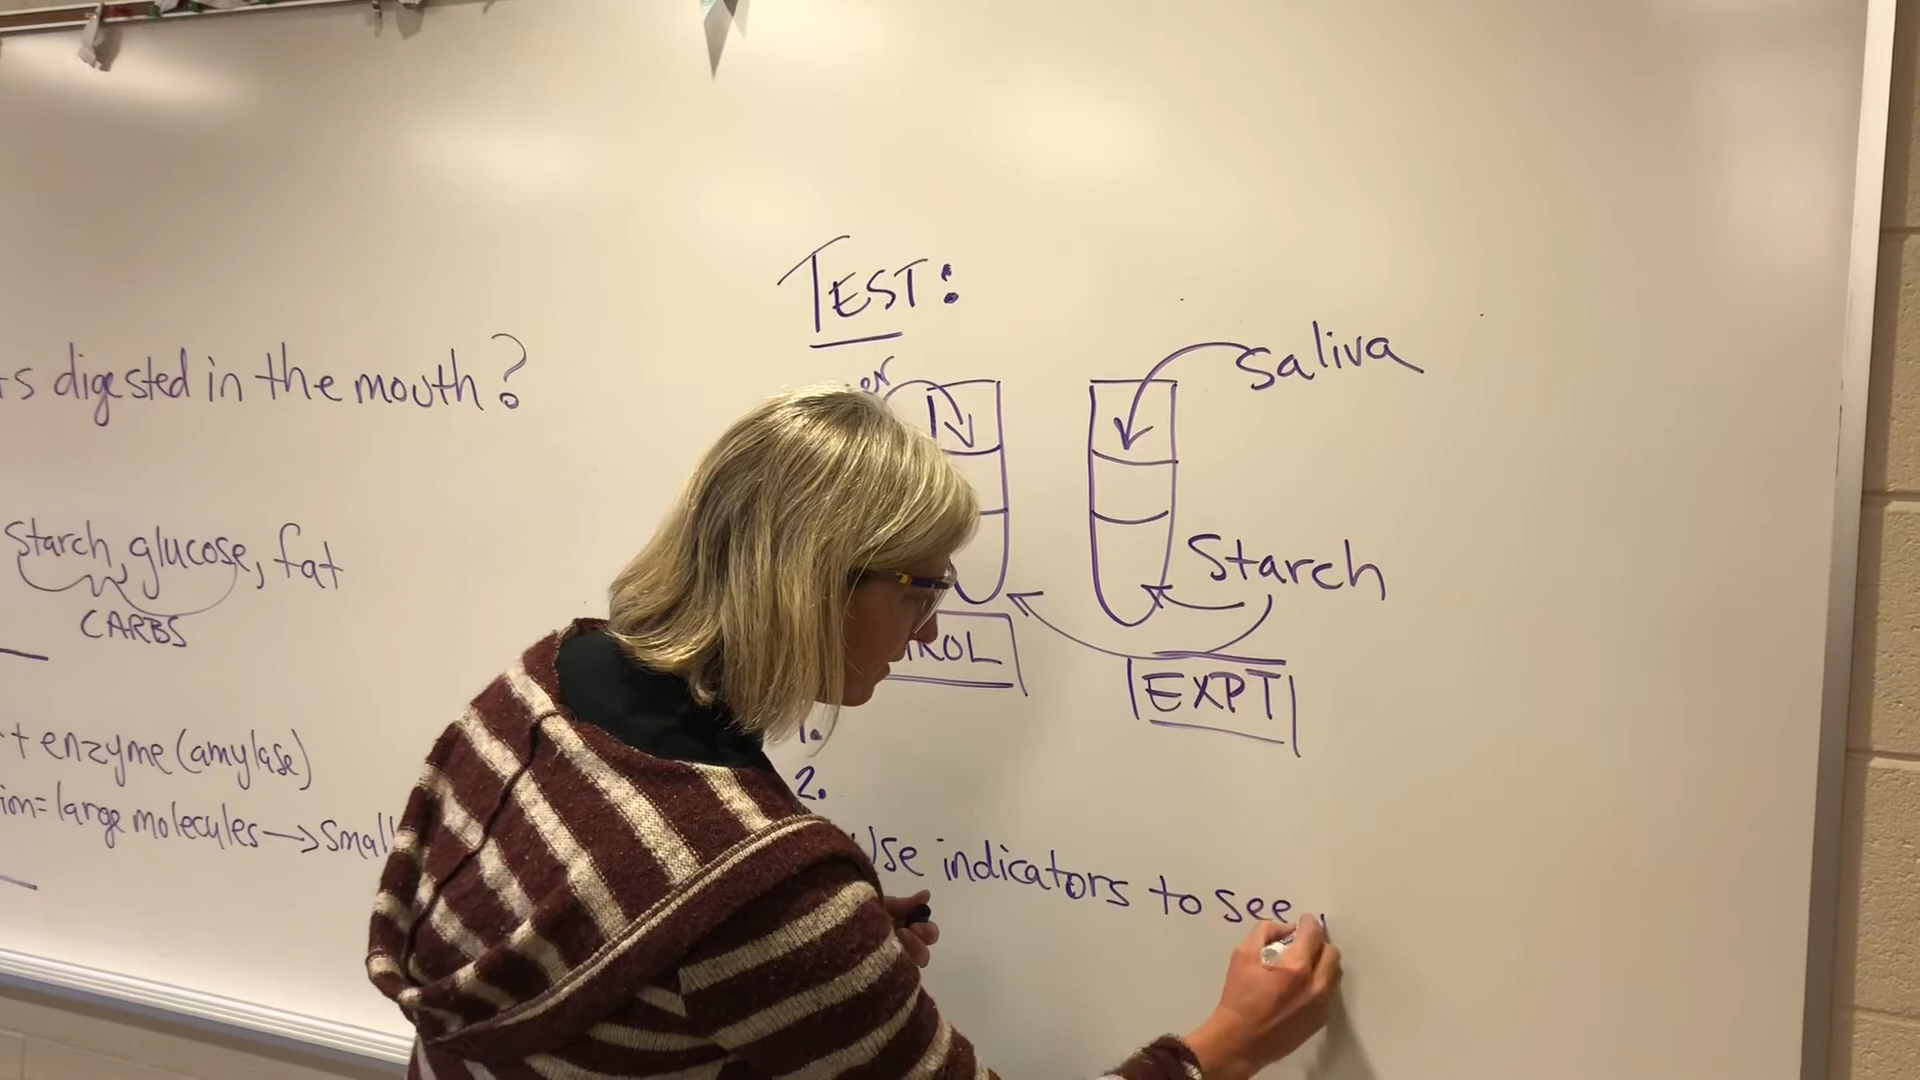 digested in the mouth?
Starch, glucose, fat
CARBS
+ enzyme (amylase)
= large molecules → small
TEST:
Saliva
Starch
EXPT
1.
2.
Use indicators to see